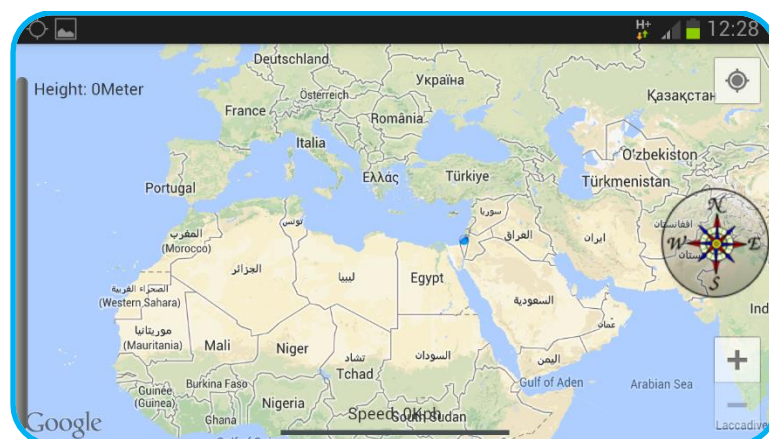 H+
12:28
Deutschland
Україна
Height: 0Meter
Österreich
Қазақстан
France
România
Italia
O'zbekiston
Ελλάς
Türkiye
Türkmenistan
Portugal
N
المغرب
(Morocco)
تونس
سوريا
العراق
ایران
افغانستان
W
E
S
الجزائر
ليبيا
Egypt
السعودية
الصحراء الغربية
(Western Sahara)
عمان
Ind
موريتانيا
(Mauritania)
Mali
Niger
تشاد
Tchad
السودان
اليمن
+
Gulf of Aden
Arabian Sea
Guinée
(Guinea)
Burkina Faso
Nigeria
Ghana
Speed: 0Kph
South Sudan
Google
Laccadive